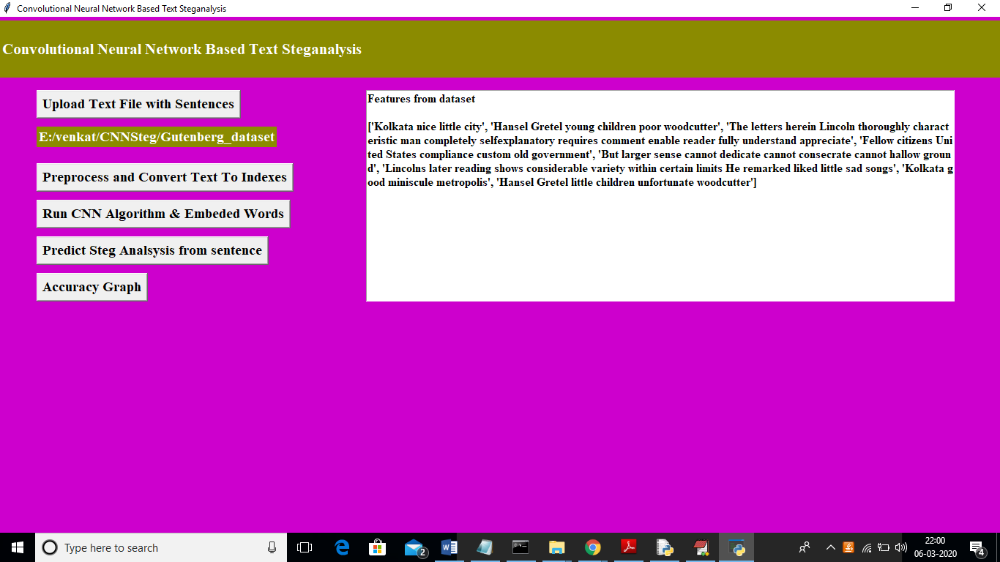 Convolutional Neural Network Based Text Steganalysis
Convolutional Neural Network Based Text Steganalysis
Upload Text File with Sentences
E:/venkat/CNNSteg/Gutenberg_dataset
Preprocess and Convert Text To Indexes
Run CNN Algorithm & Embeded Words
Predict Steg Analsysis from sentence
Accuracy Graph
Features from dataset
['Kolkata nice little city', 'Hansel Gretel young children poor woodcutter', 'The letters herein Lincoln thoroughly charact
eristic man completely selfexplanatory requires comment enable reader fully understand appreciate', 'Fellow citizens Uni
ted States compliance custom old government', 'But larger sense cannot dedicate cannot consecrate cannot hallow groun
d', 'Lincolns later reading shows considerable variety within certain limits He remarked liked little sad songs', 'Kolkata g
ood miniscule metropolis', 'Hansel Gretel little children unfortunate woodcutter']
Type here to search
2
22:00
06-03-2020
4